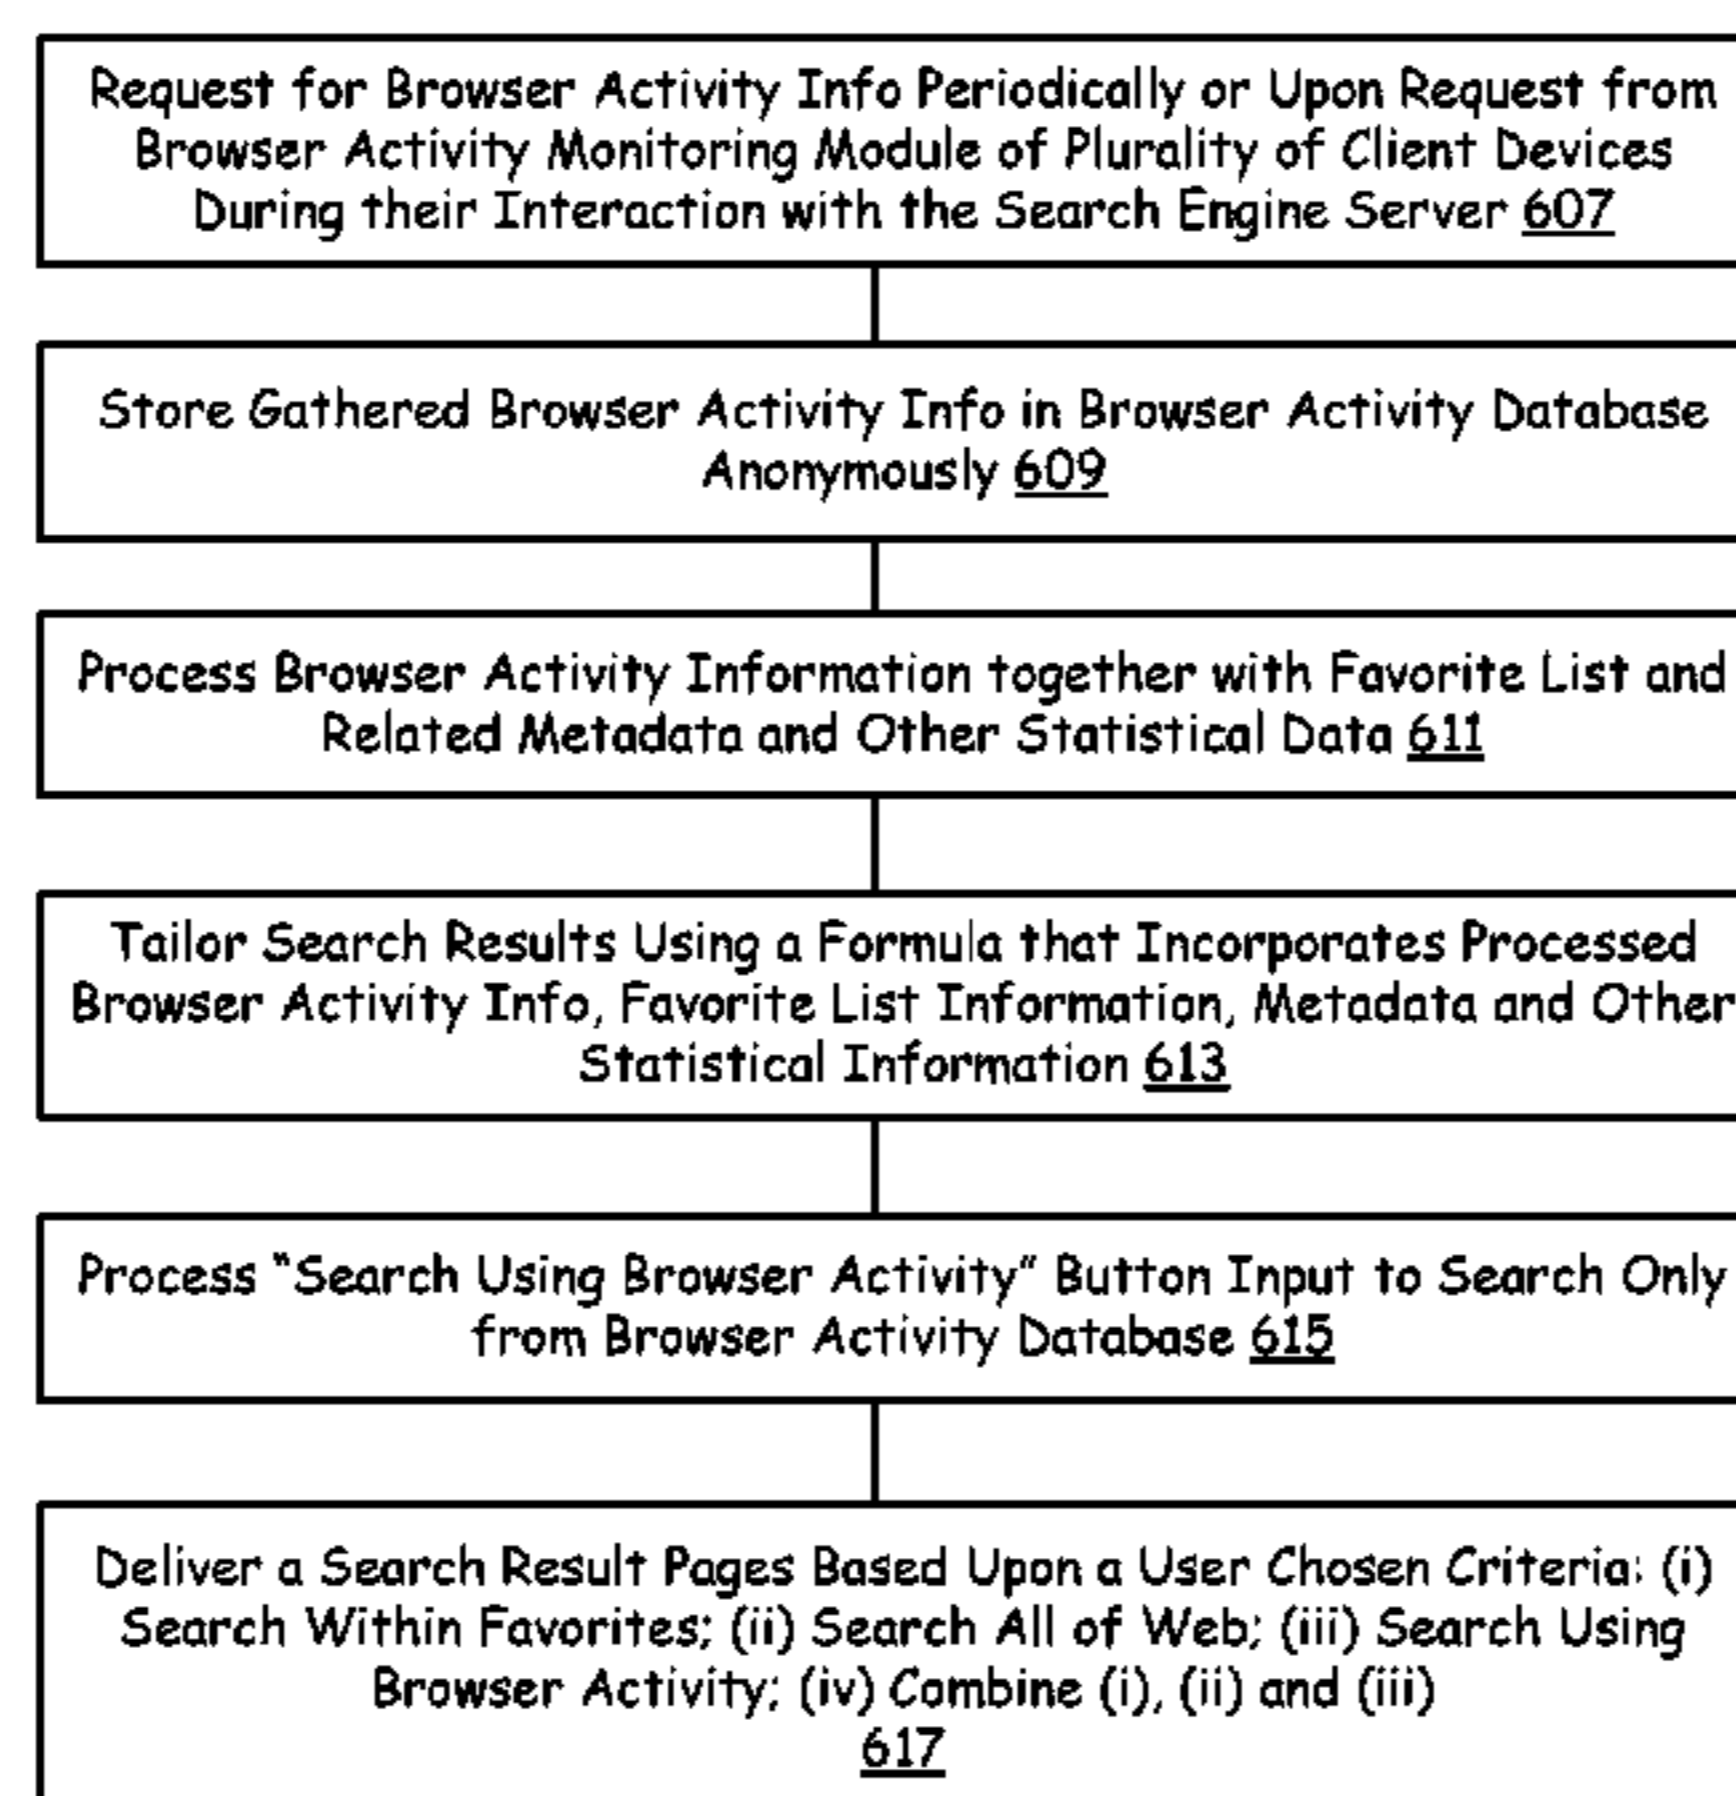 Request for Browser Activity Info Periodically or Upon Request from
Browser Activity Monitoring Module of Plurality of Client Devices
During their Interaction with the Search Engine Server 607
Store Gathered Browser Activity Info in Browser Activity Database
Anonymously 609
Process Browser Activity Information together with Favorite List and
Related Metadata and Other Statistical Data 611
Tailor Search Results Using a Formula that Incorporates Processed
Browser Activity Info, Favorite List Information, Metadata and Other
Statistical Information 613
Process “Search Using Browser Activity” Button Input to Search Only
from Browser Activity Database 615
Deliver a Search Result Pages Based Upon a User Chosen Criteria: (i)
Search Within Favorites; (ii) Search All of Web; (iii) Search Using
Browser Activity; (iv) Combine (i), (ii) and (iii)
617